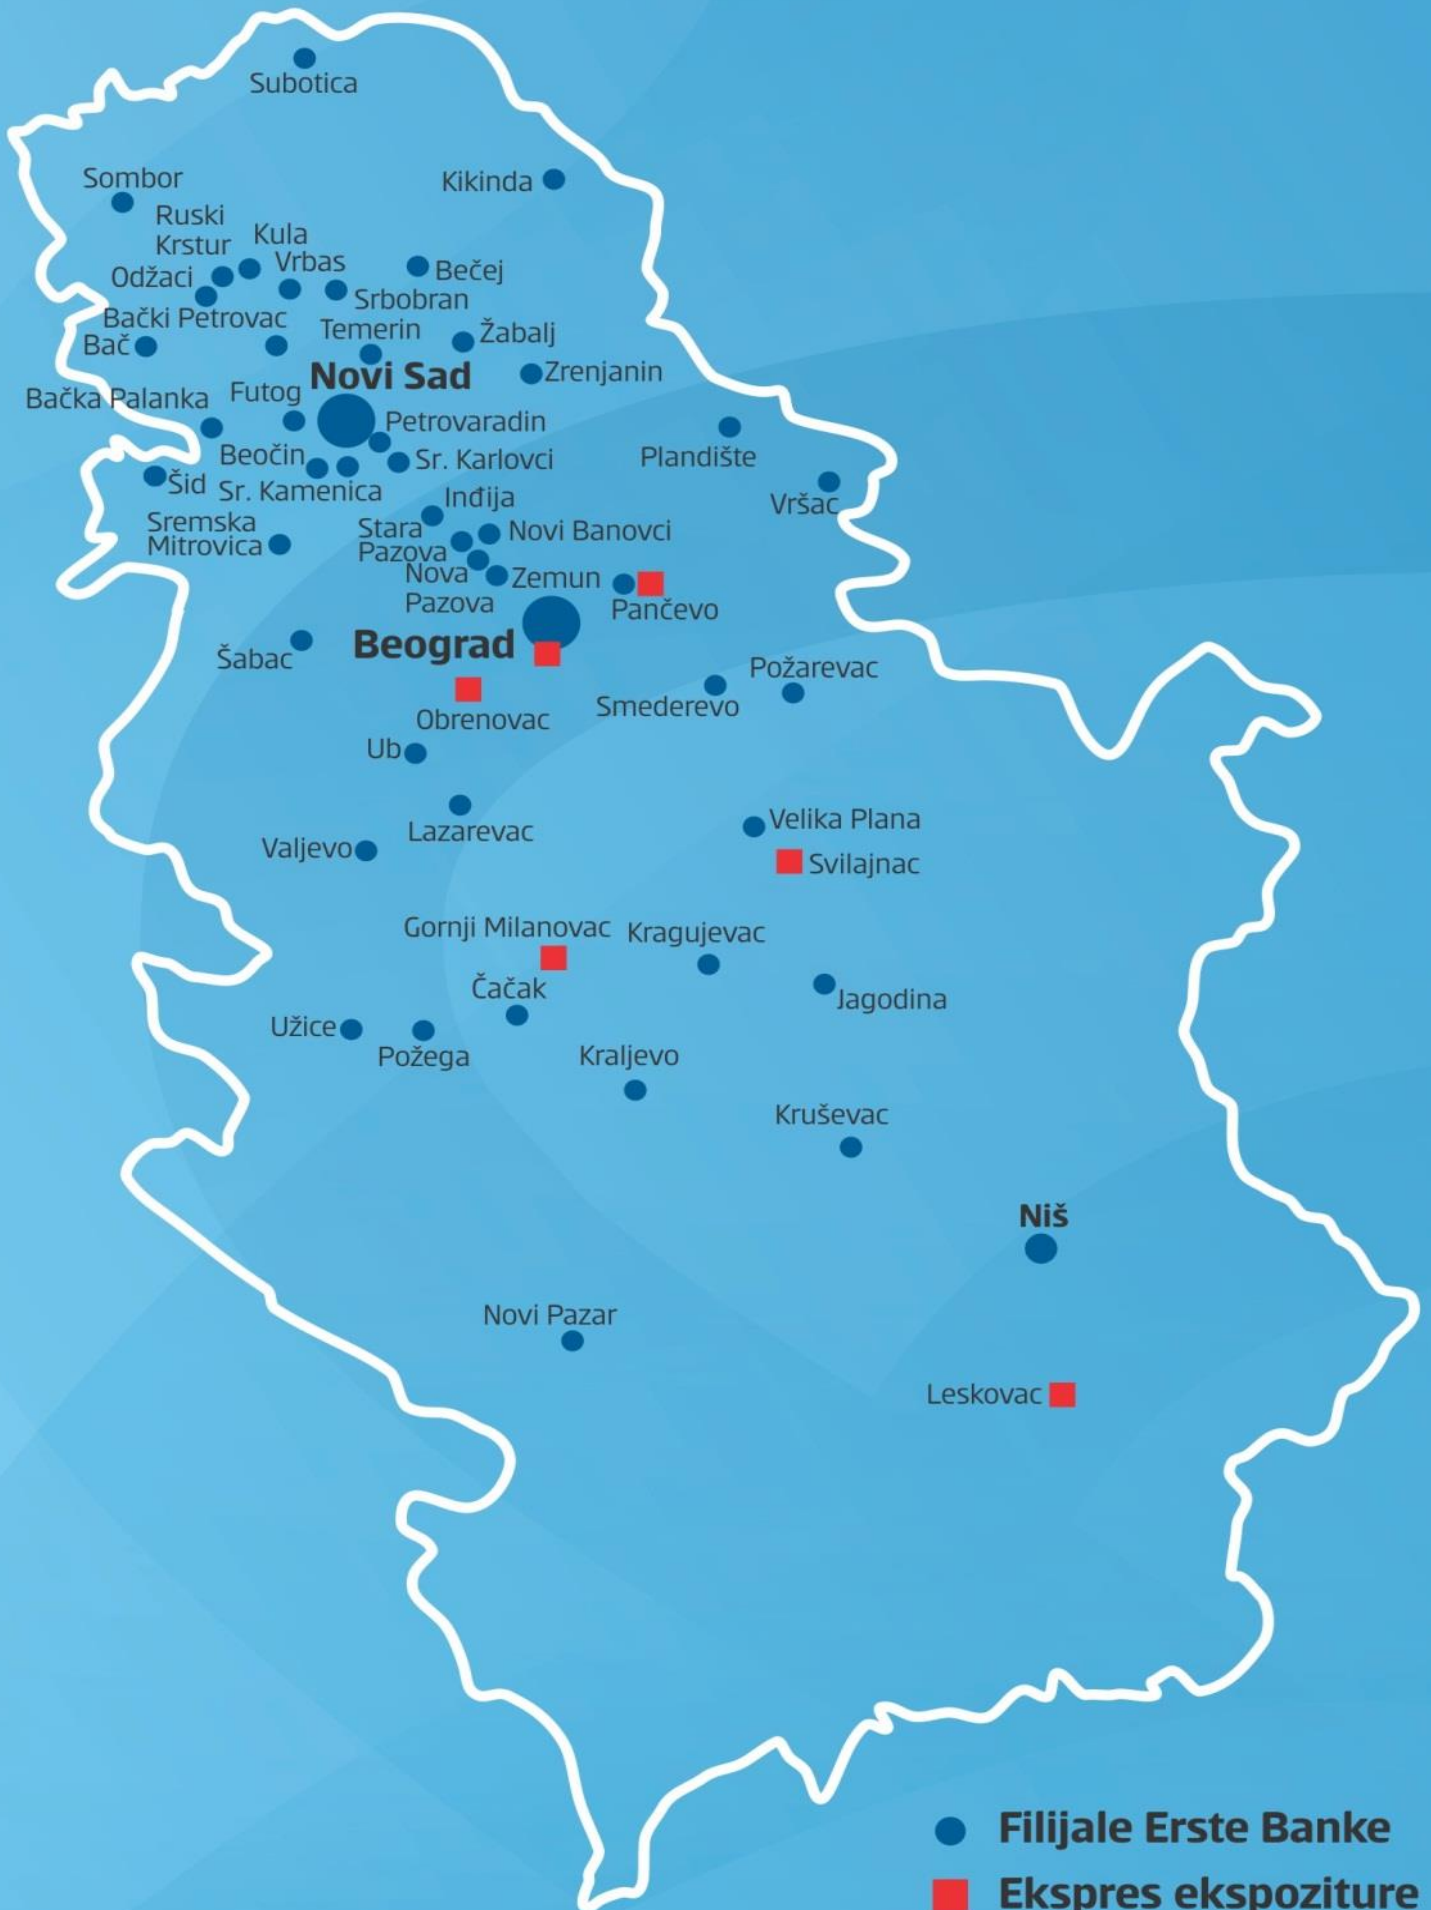 Subotica
Sombor
Kikinda
Ruski
Krstur
Kula
Vrbas
Odžaci
Bečej
Srbobran
Bački Petrovac
Temerin
Žabalj
Bač
Zrenjanin
Novi Sad
Bačka Palanka
Futog
Petrovaradin
Beočin
Sr. Karlovci
Plandište
Šid
Sr. Kamenica
Vršac
Inđija
Sremska
Mitrovica
Stara
Pazova
Novi Banovci
Nova
Pazova
Zemun
Pančevo
Beograd
Šabac
Požarevac
Smederevo
Obrenovac
Ub
Lazarevac
Velika Plana
Valjevo
Svilajnac
Gornji Milanovac
Kragujevac
Čačak
Jagodina
Užice
Požega
Kraljevo
Kruševac
Niš
Novi Pazar
Leskovac
Filijale Erste Banke
Ekspres ekspoziture